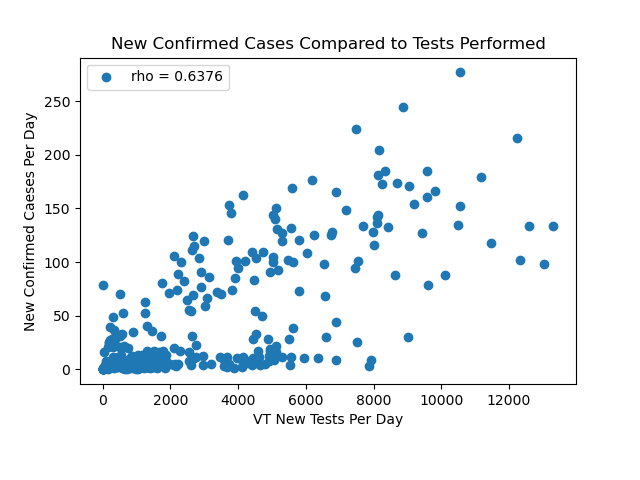 New Confirmed Cases Compared to Tests Performed
rho = 0.6376
250
200
150
100
50
0
New Confirmed Caeses Per Day
0 2000 4000 6000 8000 10000 12000
VT New Tests Per Day